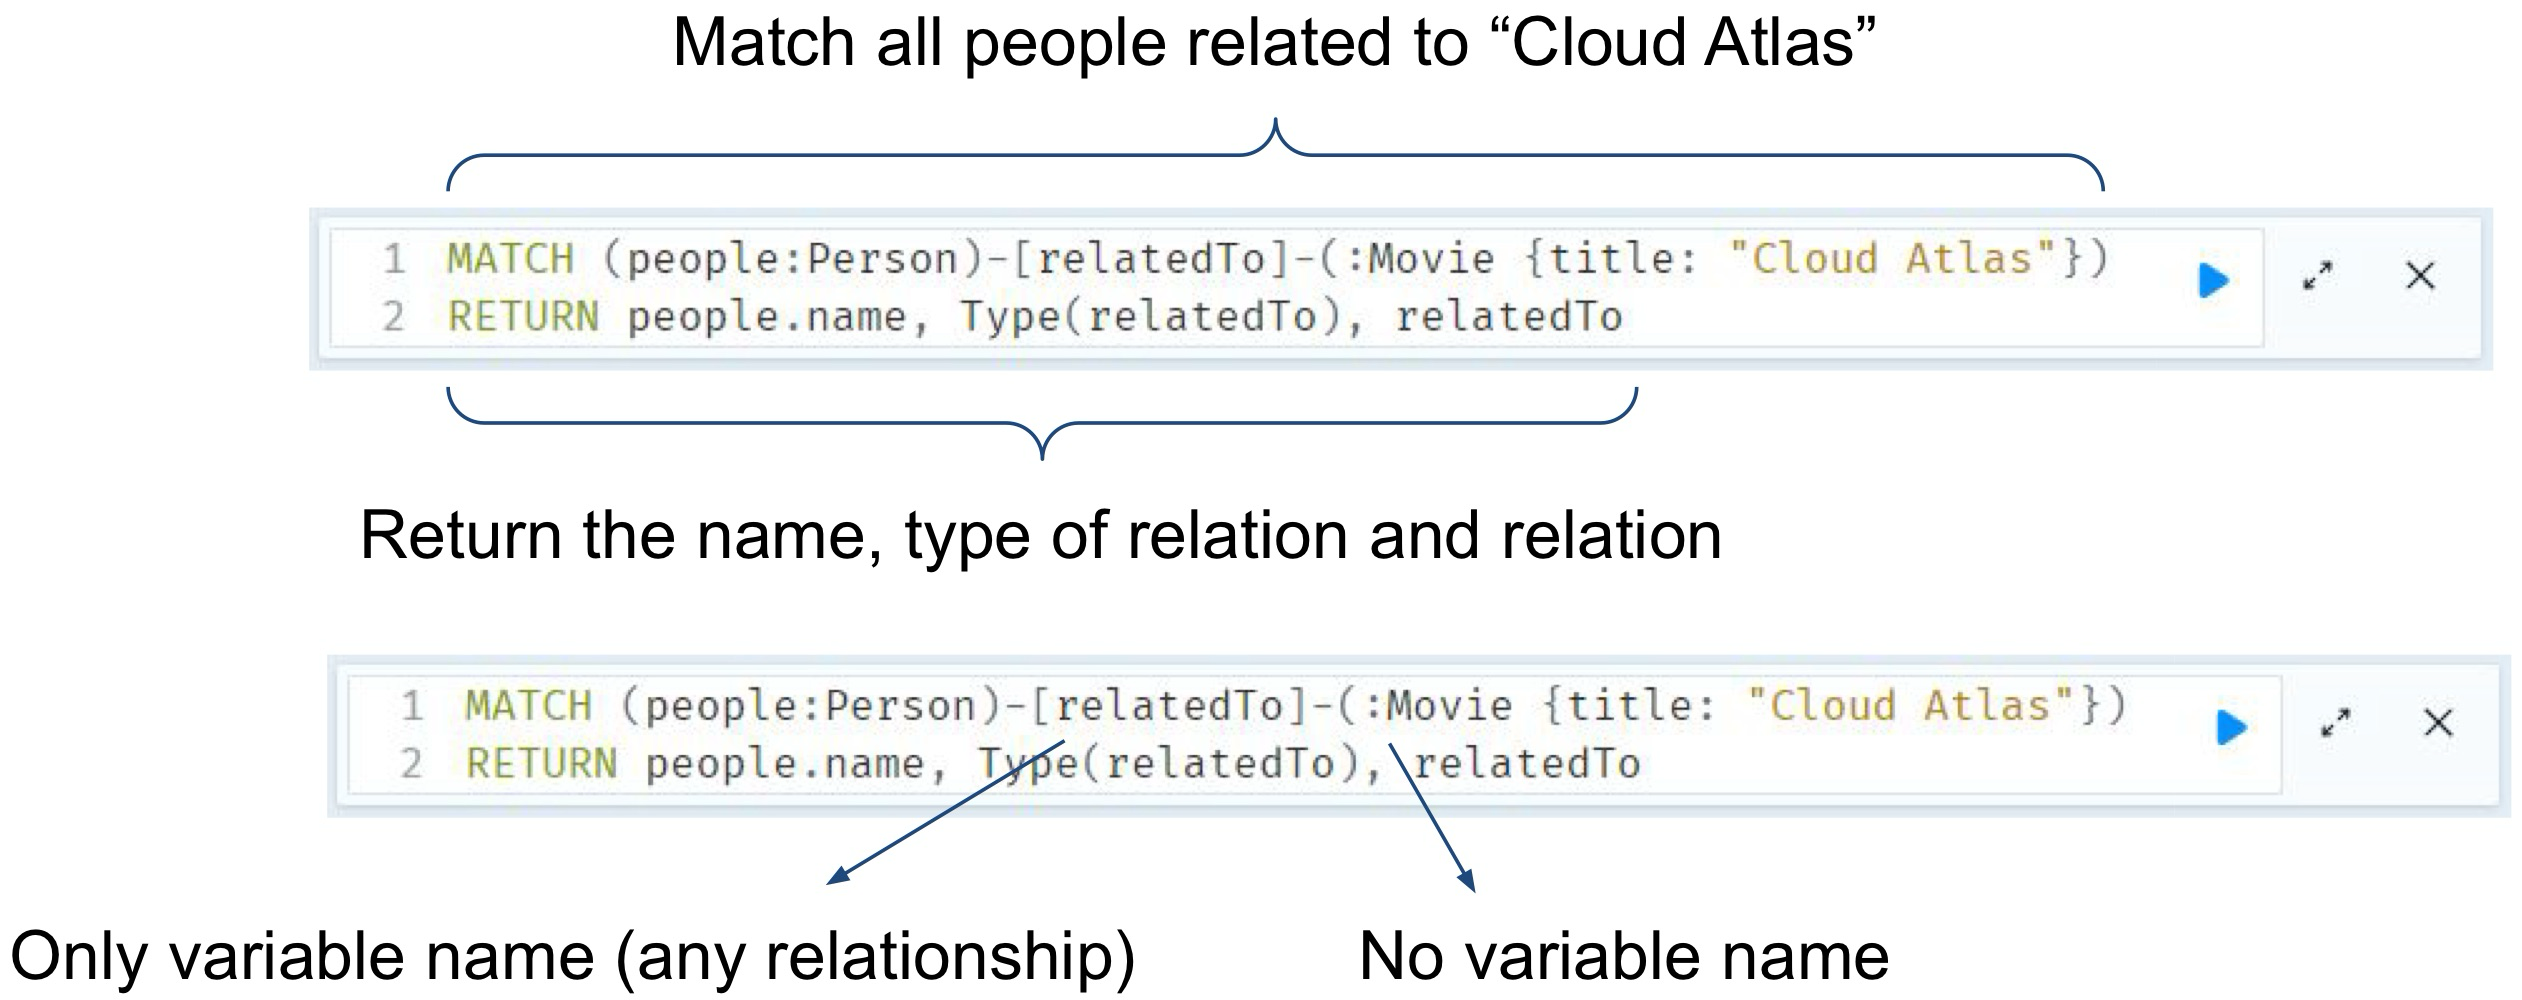 Match all people related to “Cloud Atlas”
1 MATCH (people:Person)-[relatedTo]-(:Movie {title: "Cloud Atlas"})
2 RETURN people.name, Type(relatedTo), relatedTo
Return the name, type of relation and relation
1 MATCH (people:Person)-[relatedTo]-(:Movie {title: "Cloud Atlas"})
2 RETURN people.name, Type(relatedTo), relatedTo
Only variable name (any relationship)
No variable name